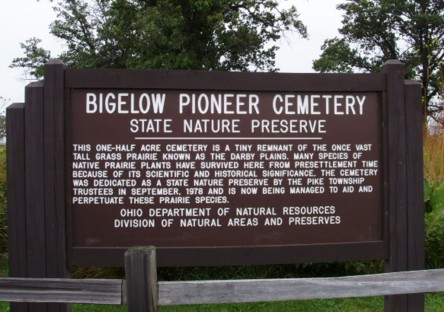 BIGELOW PIONEER CEMETERY
STATE NATURE PRESERVE
THIS ONE-HALF ACRE CEMETERY IS A TINY REMNANT OF THE ONCE VAST
TALL GRASS PRAIRIE KNOWN AS THE DARBY PLAINS. MANY SPECIES OF
NATIVE PRAIRIE PLANTS HAVE SURVIVED HERE FROM PRESETTLEMENT TIME
BECAUSE OF ITS SCIENTIFIC AND HISTORICAL SIGNIFICANCE. THE CEMETERY
WAS DEDICATED AS A STATE NATURE PRESERVE BY THE PIKE TOWNSHIP
TRUSTEES IN SEPTEMBER, 1978 AND IS NOW BEING MANAGED TO AID AND
PERPETUATE THESE PRAIRIE SPECIES.
OHIO DEPARTMENT OF NATURAL RESOURCES
DIVISION OF NATURAL AREAS AND PRESERVES